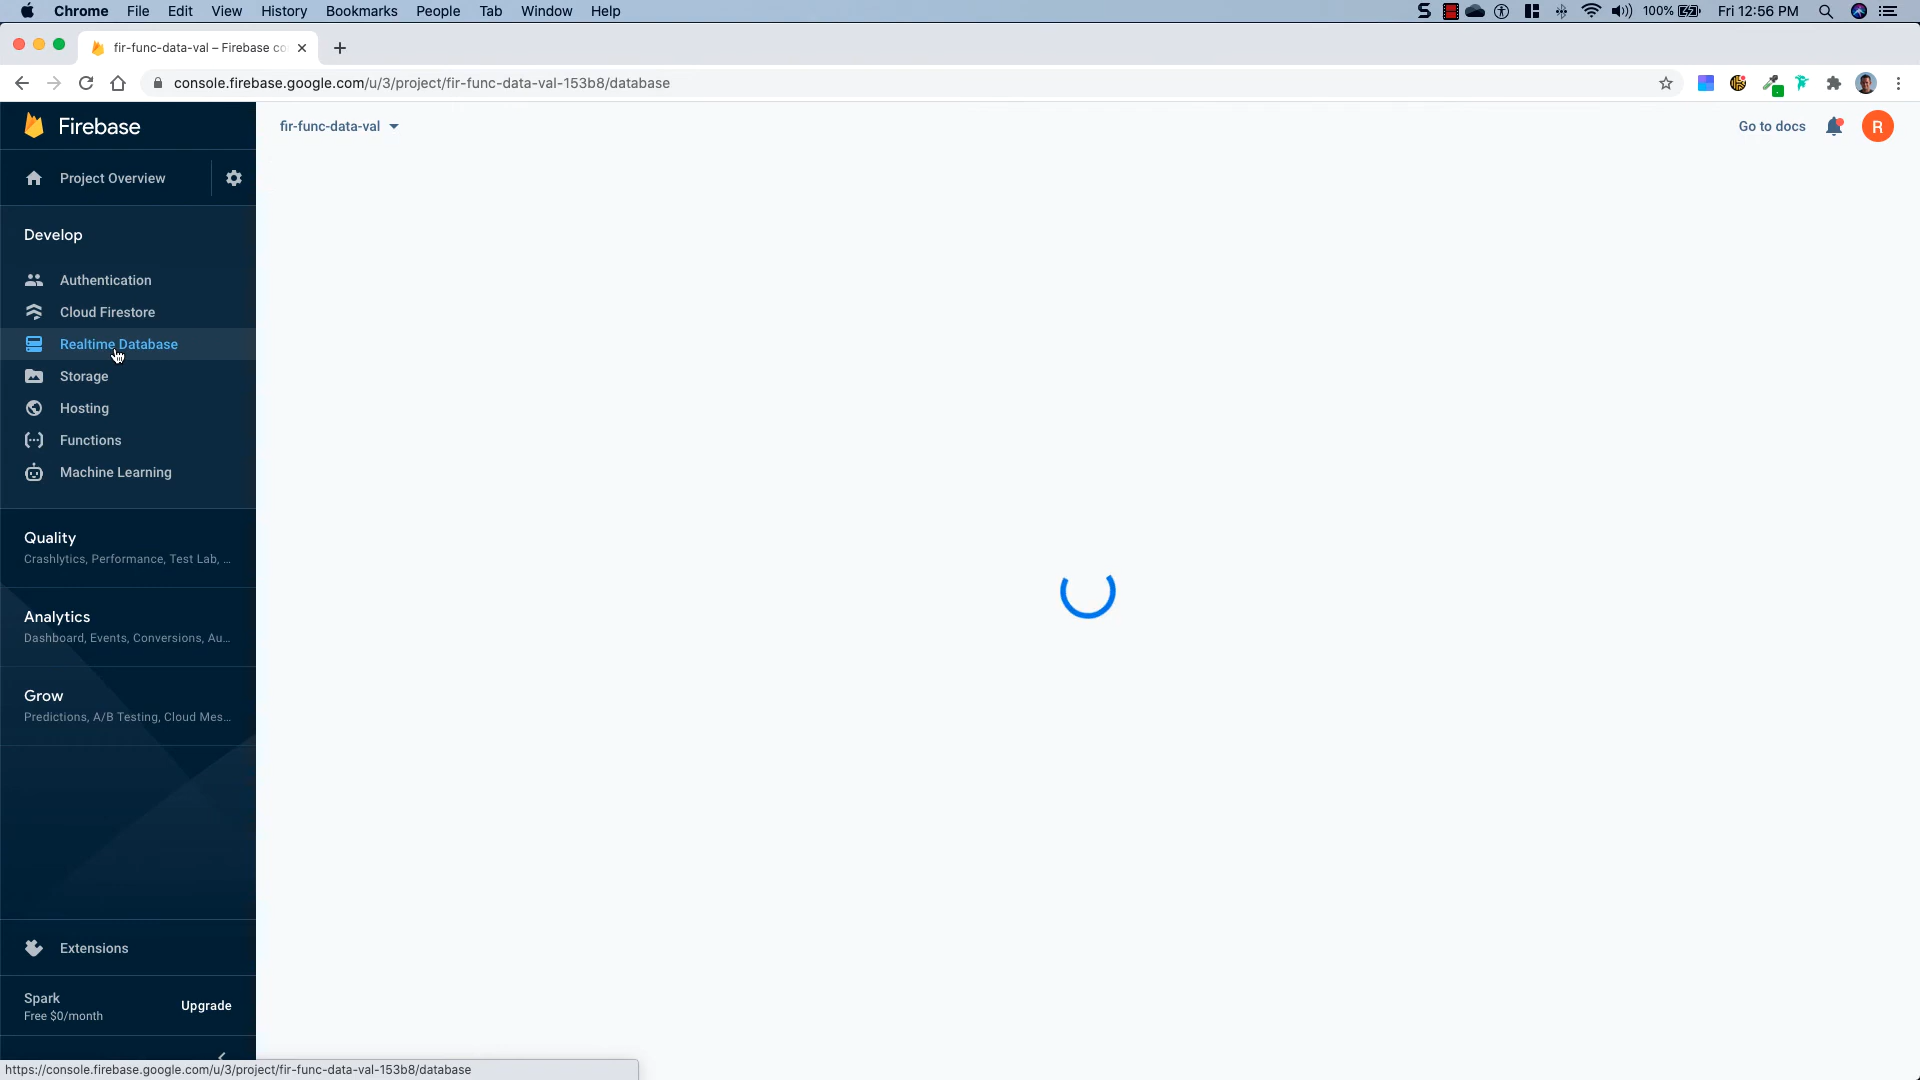 Chrome File Edit View History Bookmarks People Tab Window Help
100% Fri 12:56 PM
fir-func-data-val – Firebase co
console.firebase.google.com/u/3/project/fir-func-data-val-153b8/database
Firebase
fir-func-data-val
Go to docs
R
Project Overview
Develop
Authentication
Cloud Firestore
Realtime Database
Storage
Hosting
Functions
Machine Learning
Quality
Crashlytics, Performance, Test Lab, ...
Analytics
Dashboard, Events, Conversions, Au...
Grow
Predictions, A/B Testing, Cloud Mes...
Extensions
Spark
Free $0/month
Upgrade
https://console.firebase.google.com/u/3/project/fir-func-data-val-153b8/database